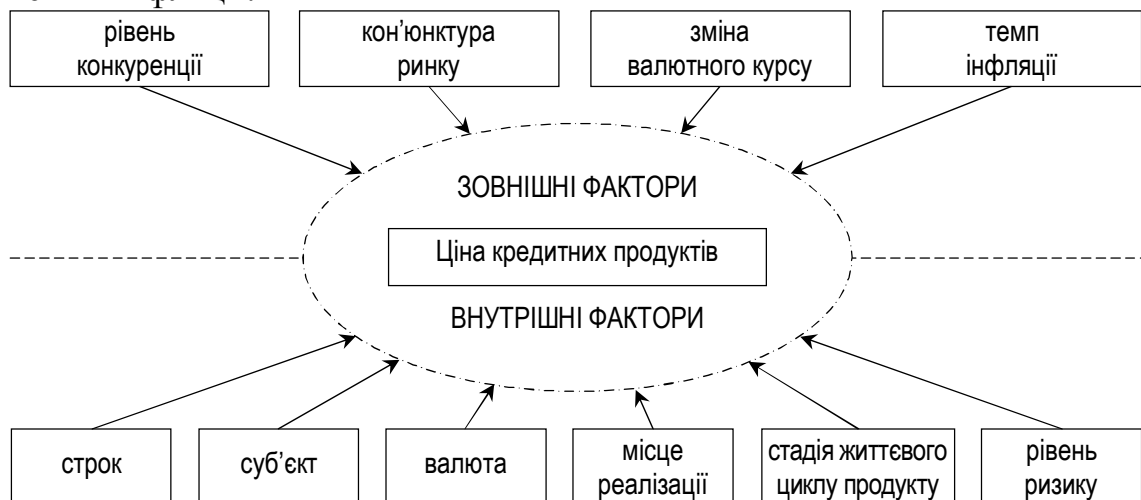 рівень
конкуренції
кон’юнктура
ринку
зміна
валютного курсу
темп
інфляції
ЗОВНІШНІ ФАКТОРИ
Ціна кредитних продуктів
ВНУТРІШНІ ФАКТОРИ
строк
суб’єкт
валюта
місце
реалізації
стадія життєвого
циклу продукту
рівень
ризику